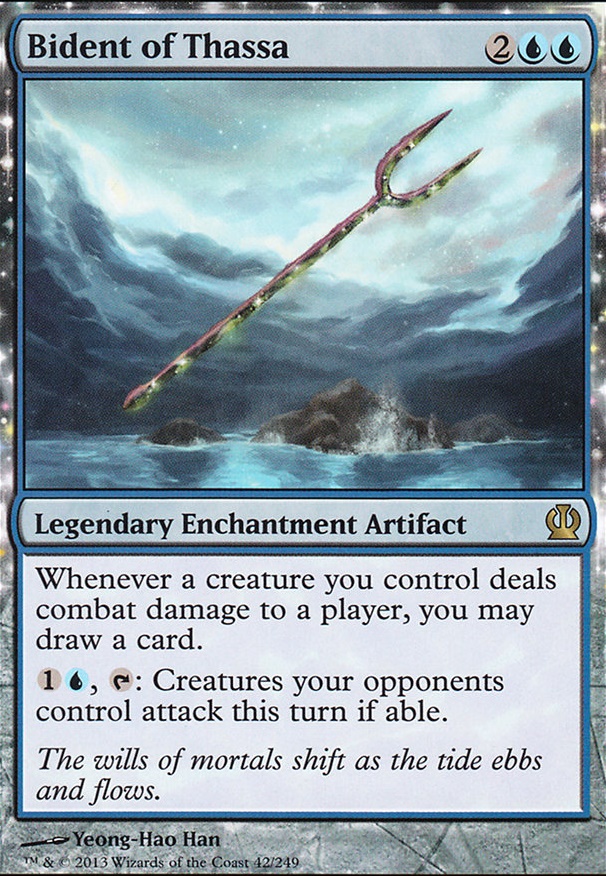 Bident of Thassa 2
Legendary Enchantment Artifact
Whenever a creature you control deals
combat damage to a player, you may
draw a card.
1, : Creatures your opponents
control attack this turn if able.
The wills of mortals shift as the tide ebbs
and flows.
Yeong-Hao Han
™ & © 2013 Wizards of the Coast 42/249